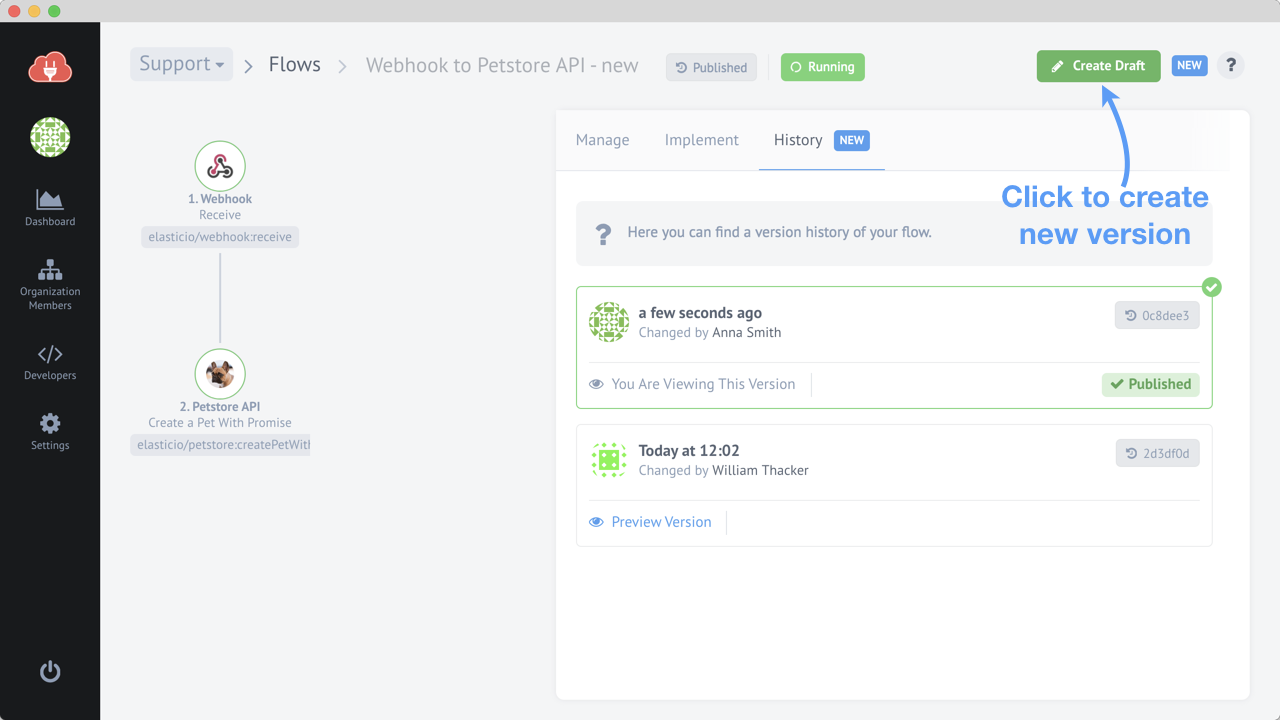 Support
Flows
Webhook to Petstore API - new
Published
Running
Create Draft
NEW
?
Dashboard
Organization
Members
Developers
Settings
1. Webhook
Receive
elasticio/webhook:receive
2. Petstore API
Create a Pet With Promise
elasticio/petstore:createPetWith
Manage
Implement
History
NEW
Click to create
new version
? Here you can find a version history of your flow.
a few seconds ago
Changed by Anna Smith
0c8dee3
You Are Viewing This Version
Published
Today at 12:02
Changed by William Thacker
2d3df0d
Preview Version